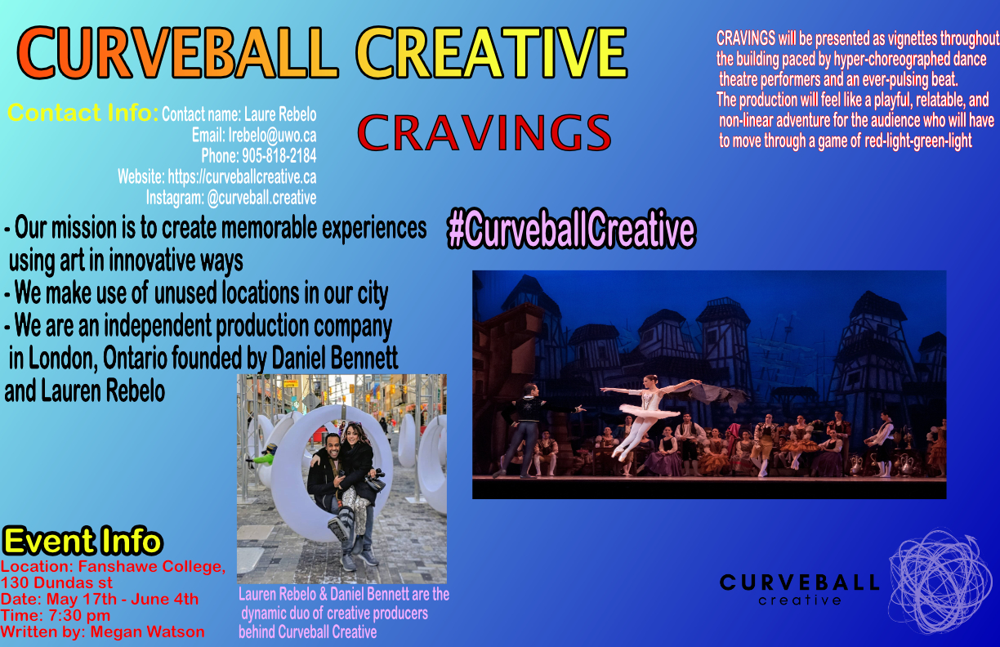 CURVEBALL CREATIVE
CRAVINGS will be presented as vignettes throughout
the building paced by hyper-choreographed dance
theatre performers and an ever-pulsing beat.
The production will feel like a playful, relatable, and
non-linear adventure for the audience who will have
to move through a game of red-light-green-light
CRAVINGS
Contact Info: Contact name: Laure Rebelo
Email: lrebelo@uwo.ca
Phone: 905-818-2184
Website: https://curveballcreative.ca
Instagram: @curveball.creative
- Our mission is to create memorable experiences
using art in innovative ways
- We make use of unused locations in our city
- We are an independent production company
in London, Ontario founded by Daniel Bennett
and Lauren Rebelo
#CurveballCreative
Event Info
Location: Fanshawe College,
130 Dundas st
Date: May 17th - June 4th
Time: 7:30 pm
Written by: Megan Watson
Lauren Rebelo & Daniel Bennett are the
dynamic duo of creative producers
behind Curveball Creative
CURVEBALL
creative